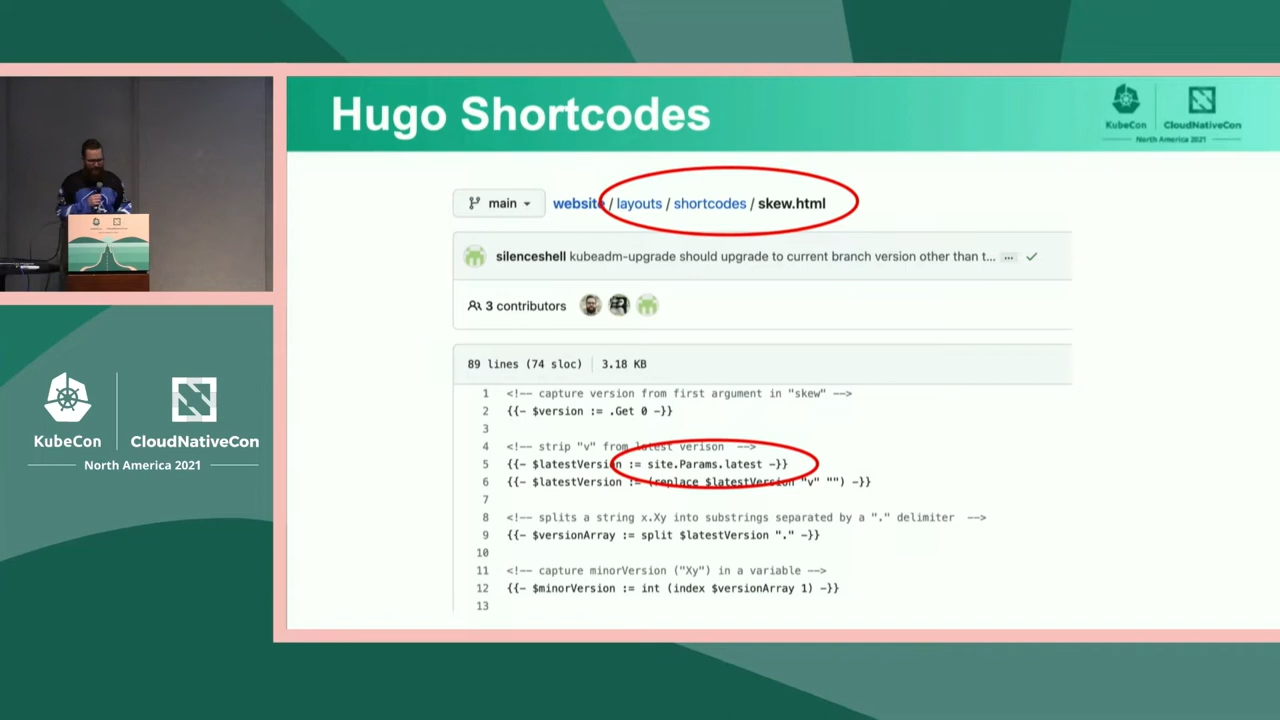 Hugo Shortcodes
KubeCon
CloudNativeCon
North America 2021
main
website / layouts / shortcodes / skew.html
silenceshell kubeadm-upgrade should upgrade to current branch version other than t... ...
3 contributors
89 lines (74 sloc) 3.18 KB
1 <!-- capture version from first argument in "skew" -->
2 {{- $version := .Get 0 -}}
3
4 <!-- strip "v" from latest verison -->
5 {{- $latestVersion := site.Params.latest -}}
6 {{- $latestVersion := (replace $latestVersion "v" "") -}}
7
8 <!-- splits a string x.Xy into substrings separated by a "." delimiter -->
9 {{- $versionArray := split $latestVersion "." -}}
10
11 <!-- capture minorVersion ("Xy") in a variable -->
12 {{- $minorVersion := int (index $versionArray 1) -}}
13
KubeCon
CloudNativeCon
North America 2021